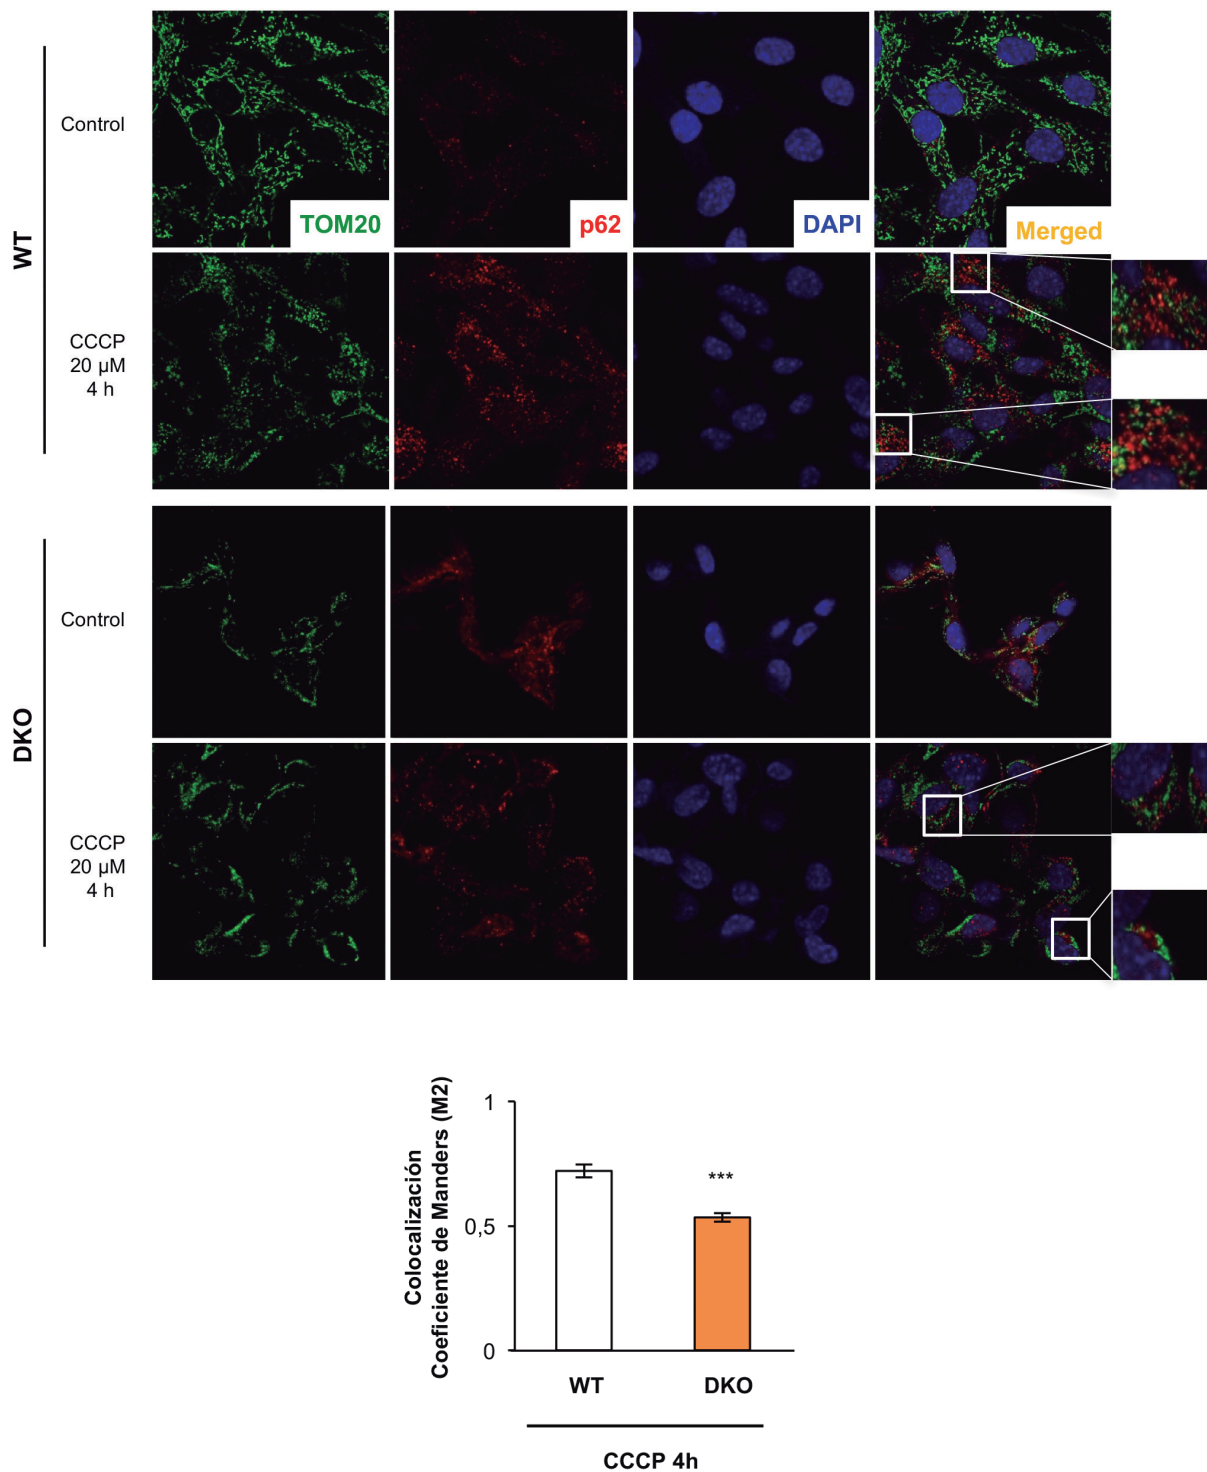 WT
Control
TOM20
p62
DAPI
Merged
CCCP
20 µM
4 h
DKO
Control
CCCP
20 µM
4 h
Colocalización
Coeficiente de Manders (M2)
1
0,5
0
***
WT
DKO
CCCP 4h